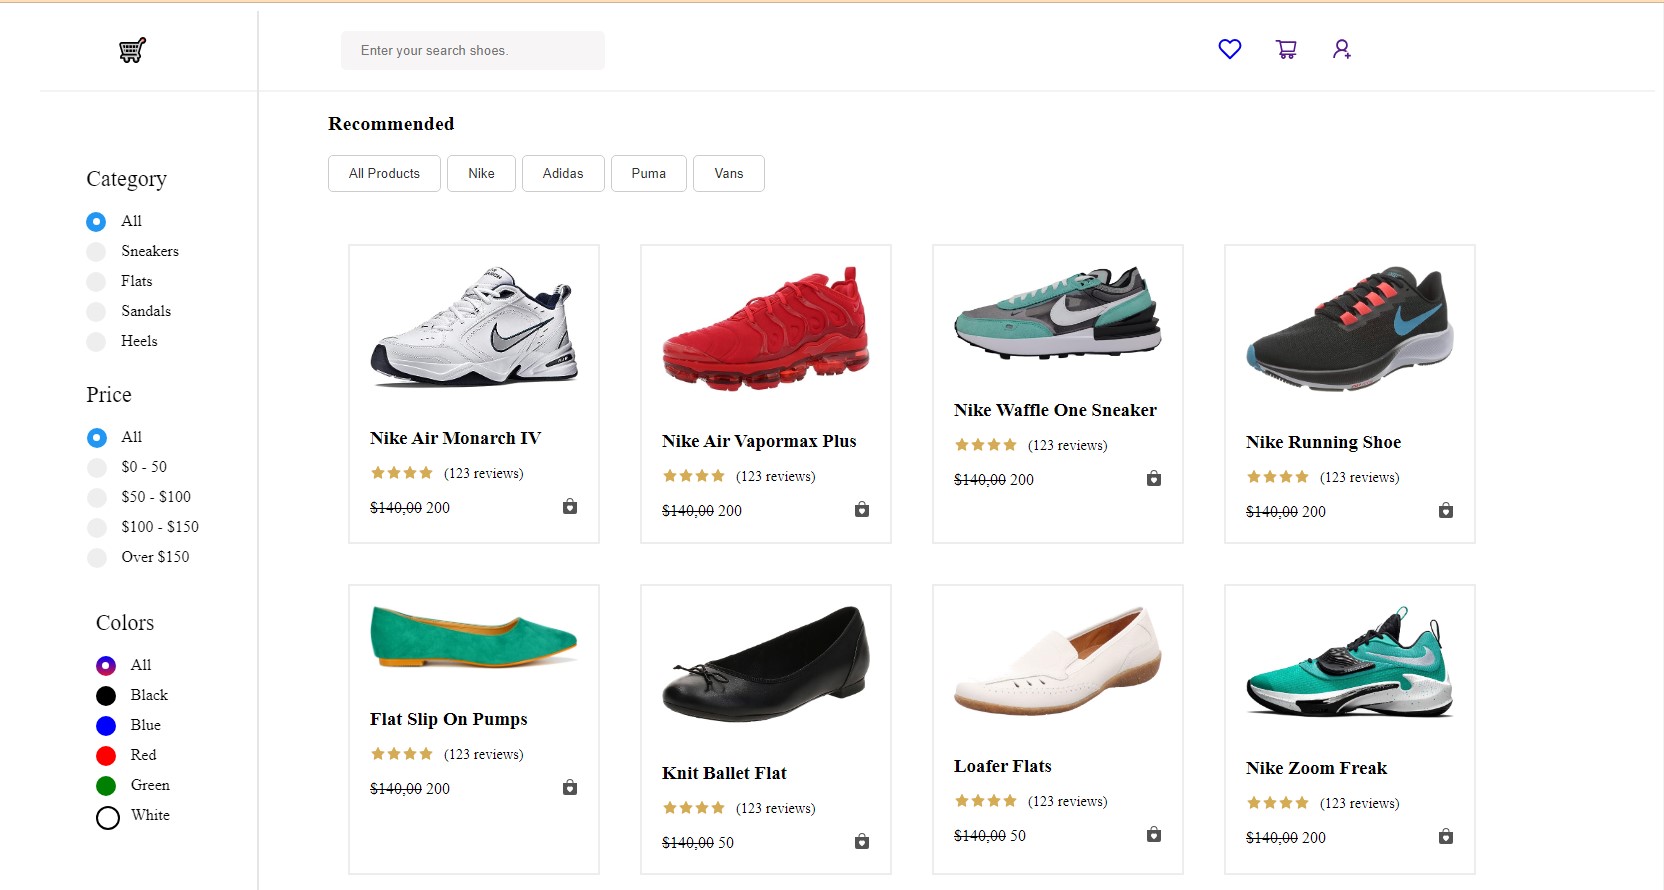 Enter your search shoes.
Recommended
All Products
Nike
Adidas
Puma
Vans
Category
All
Sneakers
Flats
Sandals
Heels
Price
All
$0 - 50
$50 - $100
$100 - $150
Over $150
Colors
All
Black
Blue
Red
Green
White
Nike Air Monarch IV
(123 reviews)
$140,00 200
Nike Air Vapormax Plus
(123 reviews)
$140,00 200
Nike Waffle One Sneaker
(123 reviews)
$140,00 200
Nike Running Shoe
(123 reviews)
$140,00 200
Flat Slip On Pumps
(123 reviews)
$140,00 200
Knit Ballet Flat
(123 reviews)
$140,00 50
Loafer Flats
(123 reviews)
$140,00 50
Nike Zoom Freak
(123 reviews)
$140,00 200